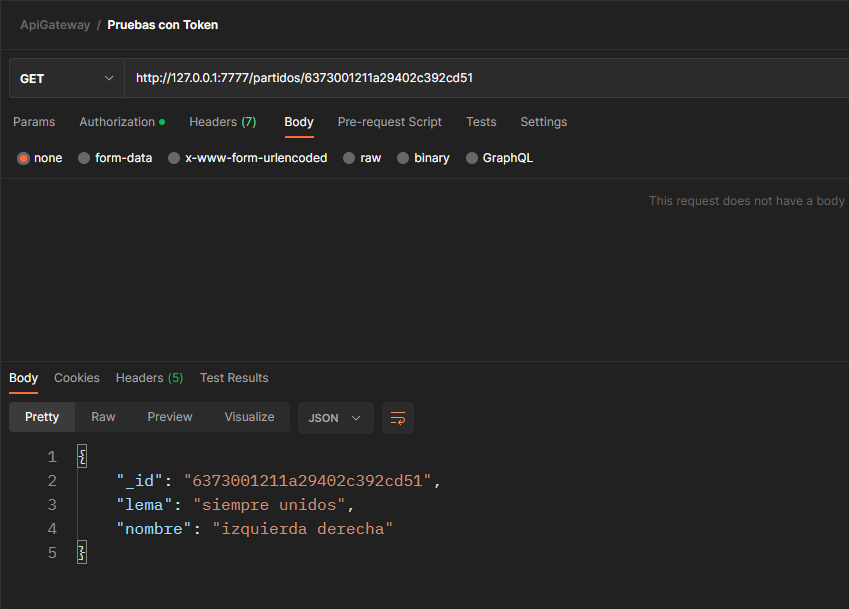 ApiGateway / Pruebas con Token
GET http://127.0.0.1:7777/partidos/6373001211a29402c392cd51
Params Authorization Headers (7) Body Pre-request Script Tests Settings
none form-data x-www-form-urlencoded raw binary GraphQL
This request does not have a body
Body Cookies Headers (5) Test Results
Pretty Raw Preview Visualize JSON
1 {
2 "_id": "6373001211a29402c392cd51",
3 "lema": "siempre unidos",
4 "nombre": "izquierda derecha"
5 }